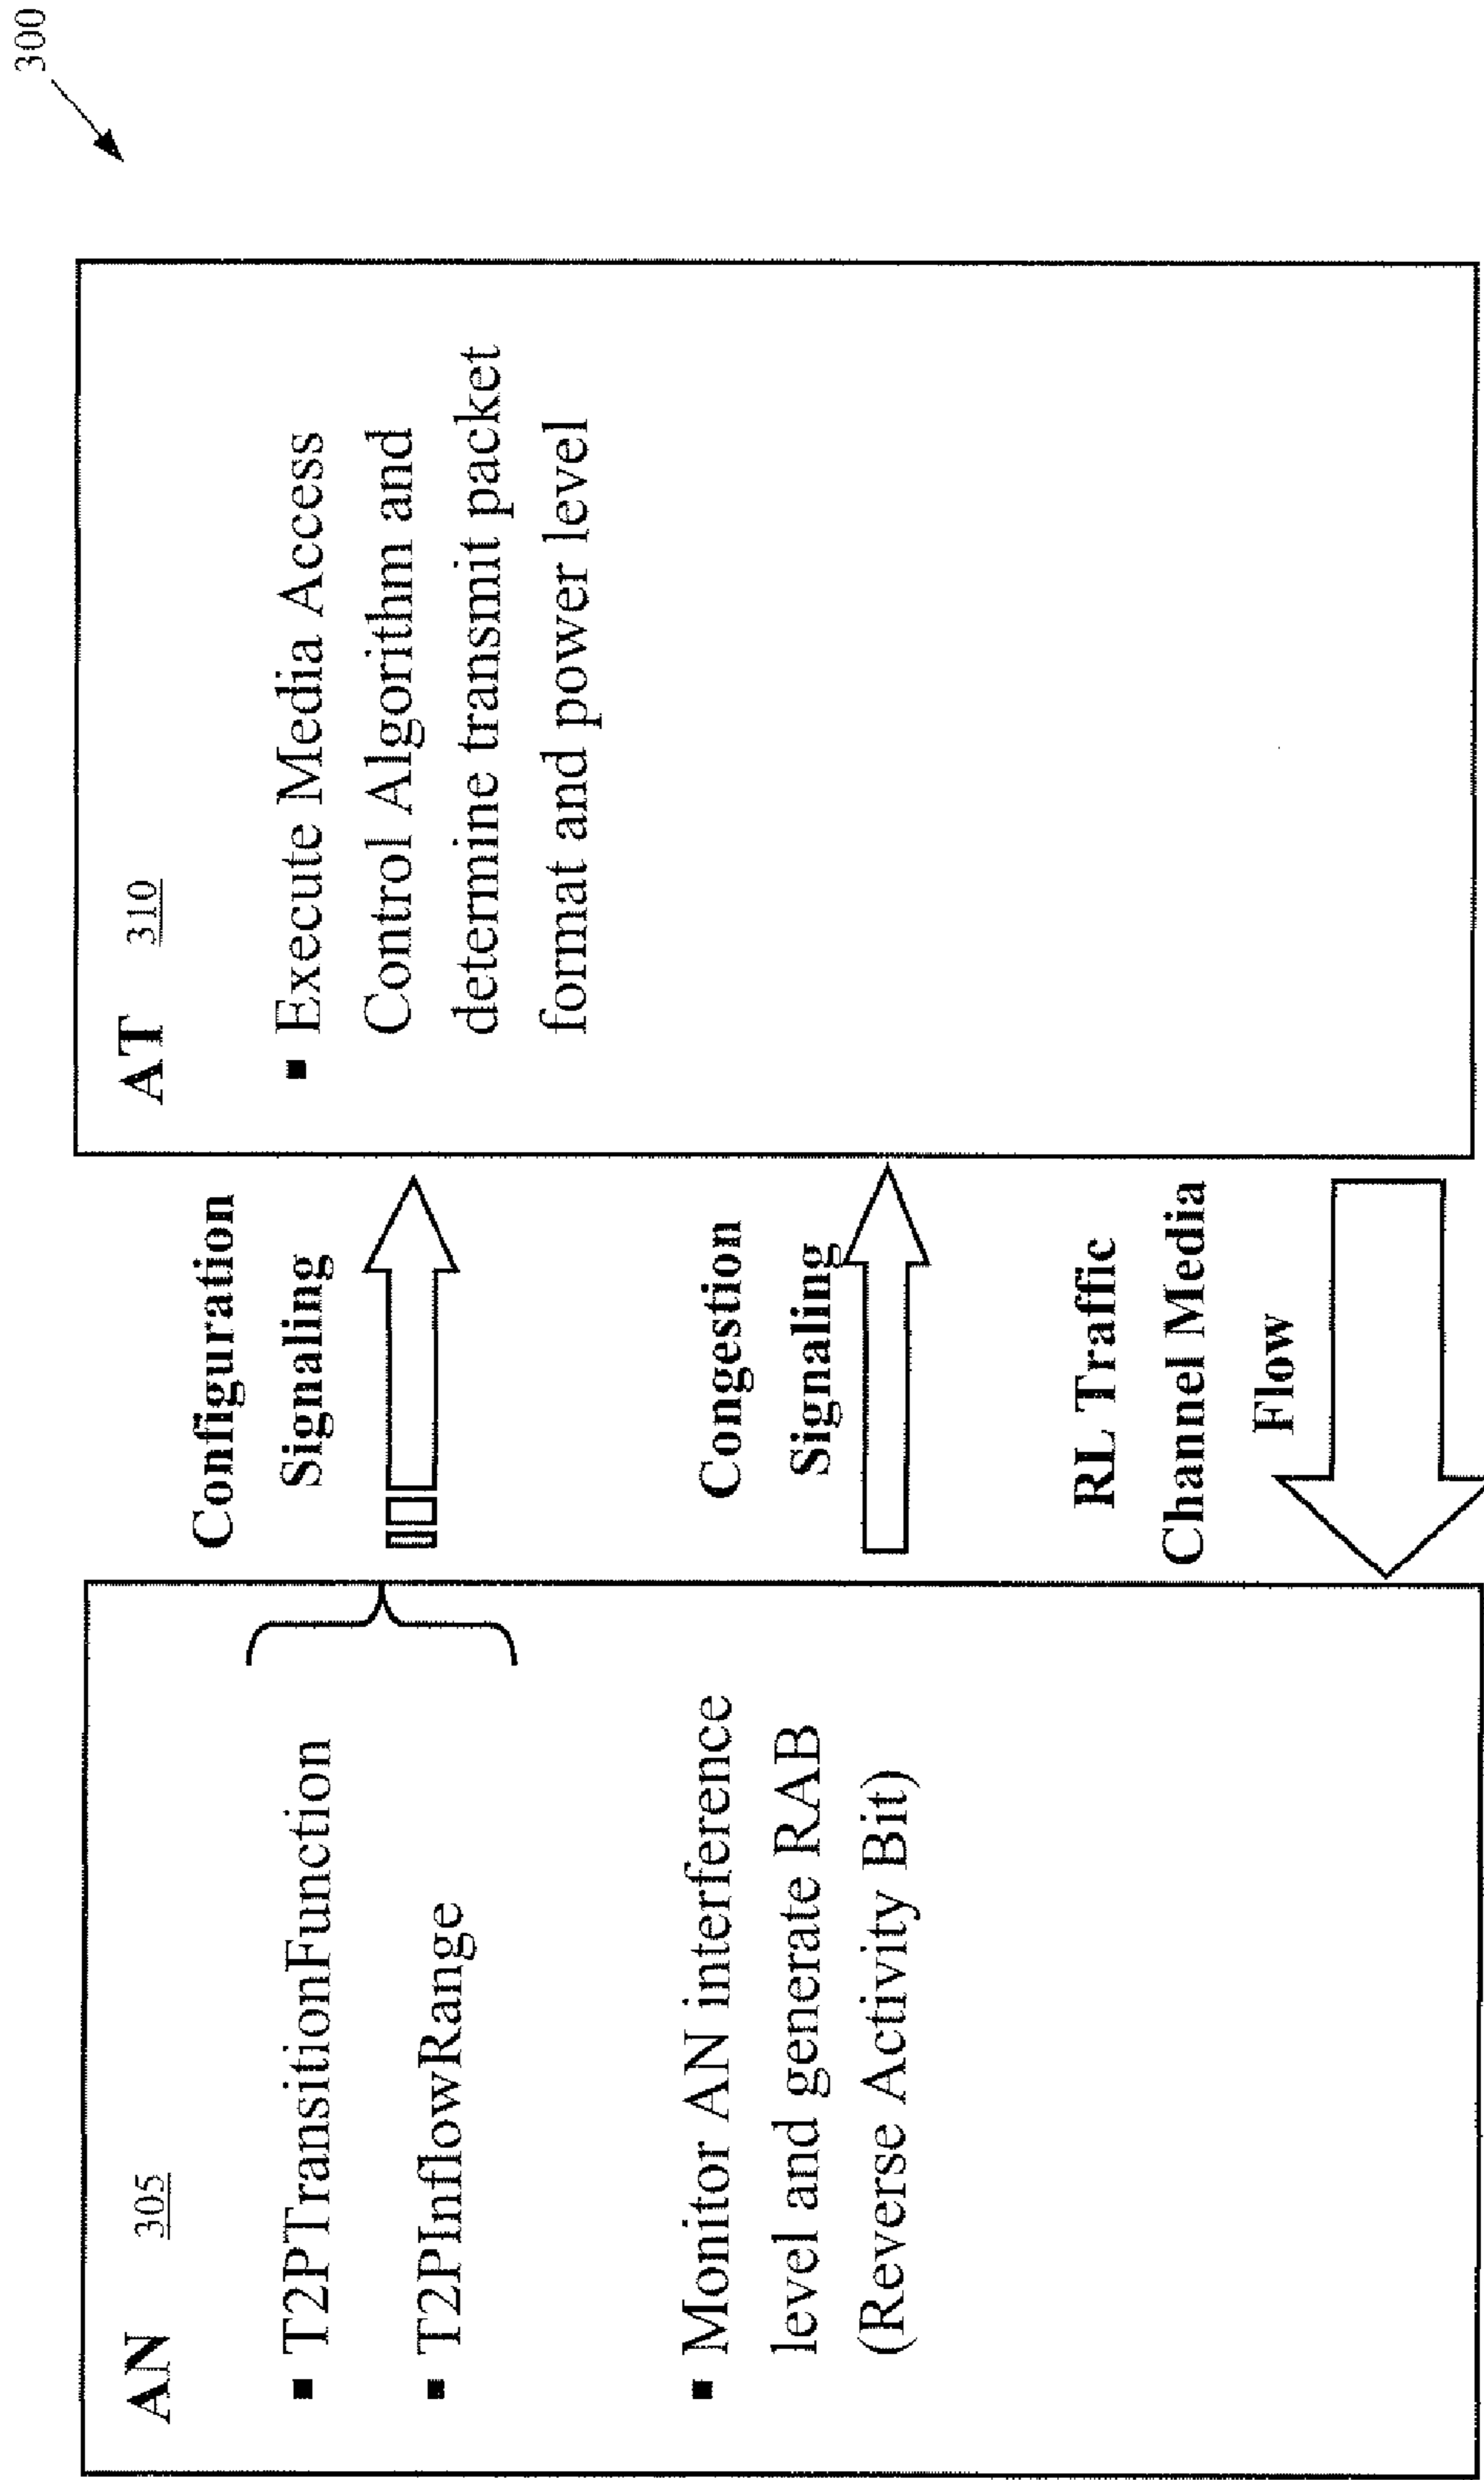 300
AN 305
▪ T2PTransitionFunction
▪ T2PInflowRange
▪ Monitor AN interference
level and generate RAB
(Reverse Activity Bit)
Configuration
Signaling
Congestion
Signaling
RL Traffic
Channel Media
Flow
AT 310
▪ Execute Media Access
Control Algorithm and
determine transmit packet
format and power level